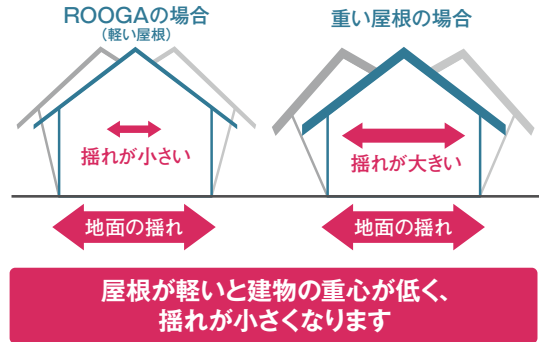 ROOGAの場合
（軽い屋根）
重い屋根の場合
揺れが小さい
揺れが大きい
地面の揺れ
地面の揺れ
屋根が軽いと建物の重心が低く、
揺れが小さくなります